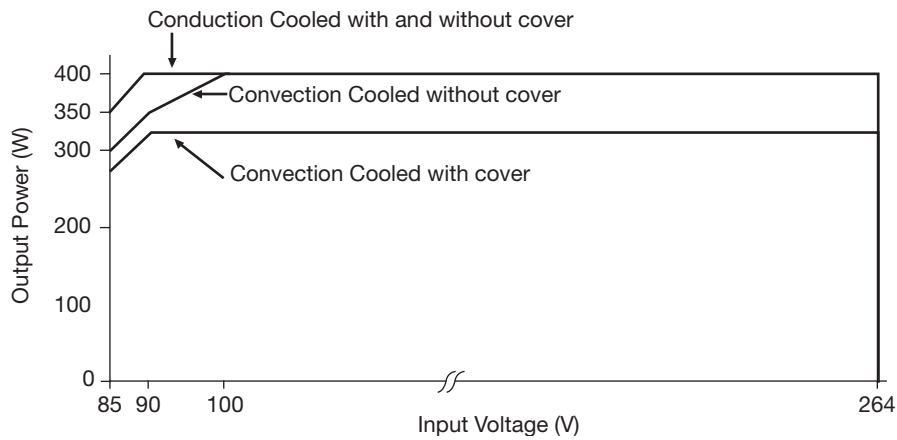 Conduction Cooled with and without cover
400
Convection Cooled without cover
350
300
Convection Cooled with cover
200
100
0
Output Power (W)
85 90 100 264
Input Voltage (V)